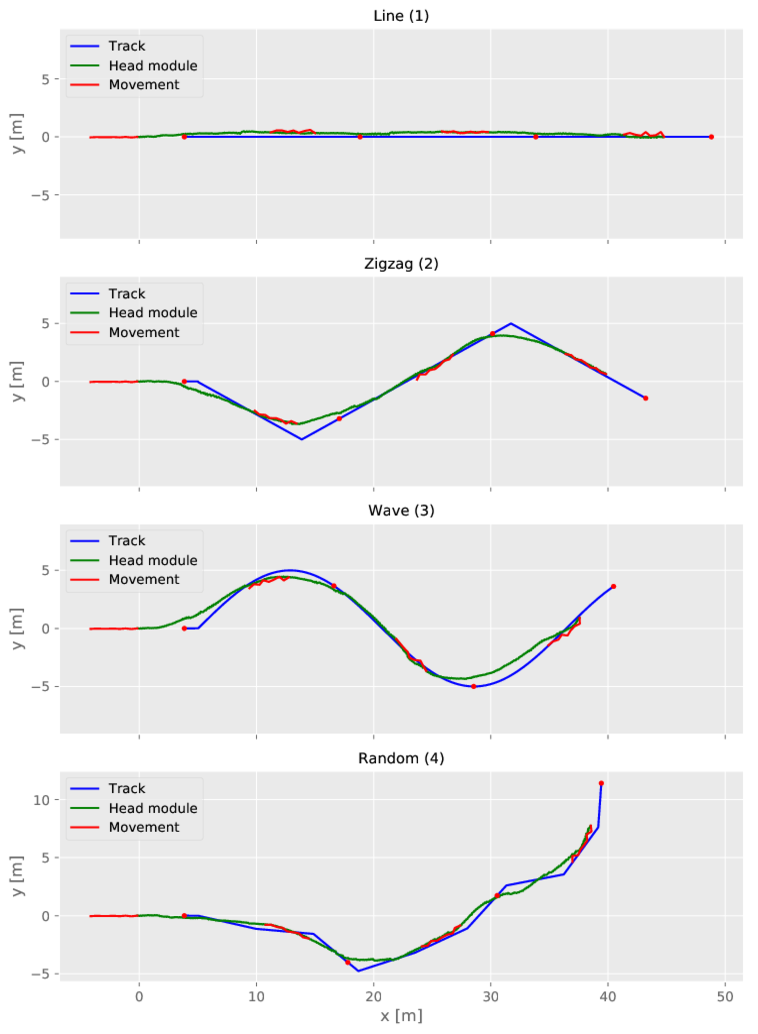 Line (1)
Track
Head module
Movement
5
0
−5
y [m]
Zigzag (2)
Track
Head module
Movement
5
0
−5
y [m]
Wave (3)
Track
Head module
Movement
5
0
−5
y [m]
Random (4)
Track
Head module
Movement
10
5
0
−5
y [m]
0 10 20 30 40 50
x [m]